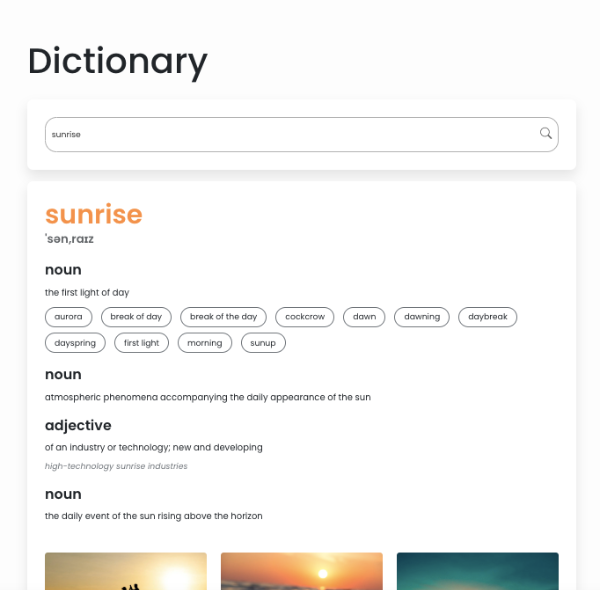 Dictionary
sunrise
sunrise
'sən,raɪz
noun
the first light of day
aurora break of day break of the day cockcrow dawn dawning daybreak
dayspring first light morning sunup
noun
atmospheric phenomena accompanying the daily appearance of the sun
adjective
of an industry or technology; new and developing
high-technology sunrise industries
noun
the daily event of the sun rising above the horizon